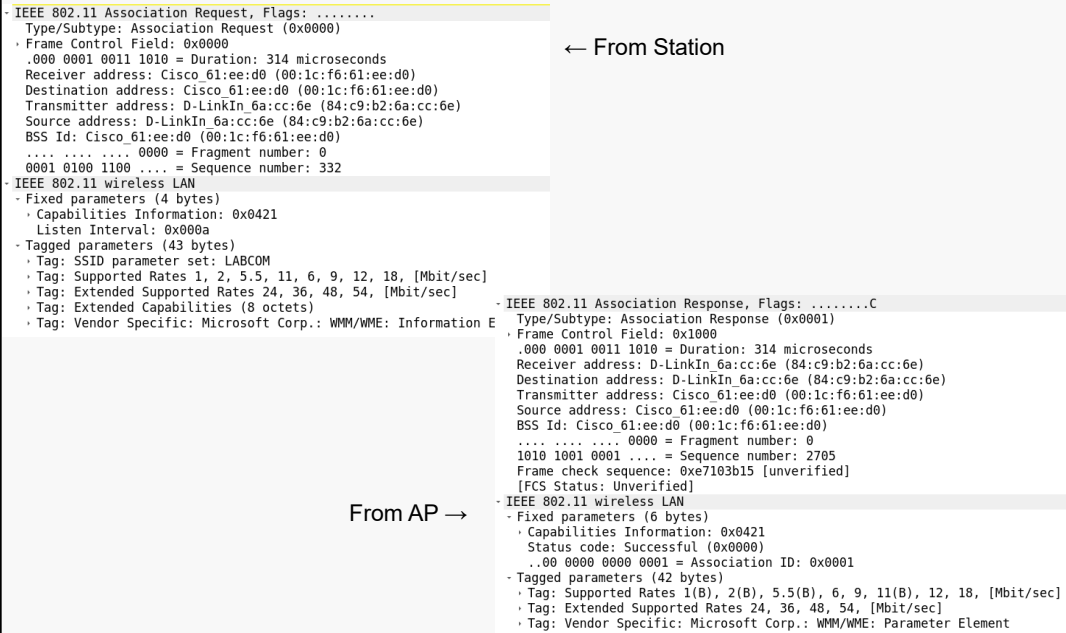 IEEE 802.11 Association Request, Flags: ........
Type/Subtype: Association Request (0x0000)
Frame Control Field: 0x0000
.000 0001 0011 1010 = Duration: 314 microseconds
Receiver address: Cisco_61:ee:d0 (00:1c:f6:61:ee:d0)
Destination address: Cisco_61:ee:d0 (00:1c:f6:61:ee:d0)
Transmitter address: D-LinkIn_6a:cc:6e (84:c9:b2:6a:cc:6e)
Source address: D-LinkIn_6a:cc:6e (84:c9:b2:6a:cc:6e)
BSS Id: Cisco_61:ee:d0 (00:1c:f6:61:ee:d0)
.... .... .... 0000 = Fragment number: 0
0001 0100 1100 .... = Sequence number: 332
IEEE 802.11 wireless LAN
Fixed parameters (4 bytes)
Capabilities Information: 0x0421
Listen Interval: 0x000a
Tagged parameters (43 bytes)
Tag: SSID parameter set: LABCOM
Tag: Supported Rates 1, 2, 5.5, 11, 6, 9, 12, 18, [Mbit/sec]
Tag: Extended Supported Rates 24, 36, 48, 54, [Mbit/sec]
Tag: Extended Capabilities (8 octets)
Tag: Vendor Specific: Microsoft Corp.: WMM/WME: Information E
← From Station
IEEE 802.11 Association Response, Flags: ........C
Type/Subtype: Association Response (0x0001)
Frame Control Field: 0x1000
.000 0001 0011 1010 = Duration: 314 microseconds
Receiver address: D-LinkIn_6a:cc:6e (84:c9:b2:6a:cc:6e)
Destination address: D-LinkIn_6a:cc:6e (84:c9:b2:6a:cc:6e)
Transmitter address: Cisco_61:ee:d0 (00:1c:f6:61:ee:d0)
Source address: Cisco_61:ee:d0 (00:1c:f6:61:ee:d0)
BSS Id: Cisco_61:ee:d0 (00:1c:f6:61:ee:d0)
.... .... .... 0000 = Fragment number: 0
1010 1001 0001 .... = Sequence number: 2705
Frame check sequence: 0xe7103b15 [unverified]
[FCS Status: Unverified]
IEEE 802.11 wireless LAN
Fixed parameters (6 bytes)
Capabilities Information: 0x0421
Status code: Successful (0x0000)
..00 0000 0000 0001 = Association ID: 0x0001
Tagged parameters (42 bytes)
Tag: Supported Rates 1(B), 2(B), 5.5(B), 6, 9, 11(B), 12, 18, [Mbit/sec]
Tag: Extended Supported Rates 24, 36, 48, 54, [Mbit/sec]
Tag: Vendor Specific: Microsoft Corp.: WMM/WME: Parameter Element
From AP →